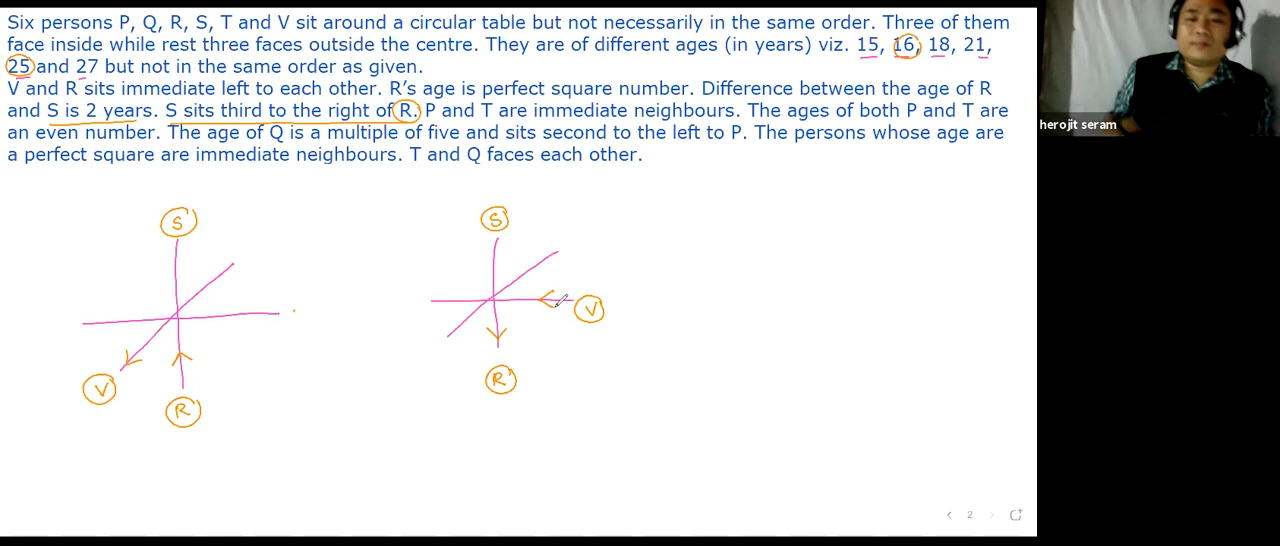 Six persons P, Q, R, S, T and V sit around a circular table but not necessarily in the same order. Three of them
face inside while rest three faces outside the centre. They are of different ages (in years) viz. 15, 16, 18, 21,
25 and 27 but not in the same order as given.
V and R sits immediate left to each other. R's age is perfect square number. Difference between the age of R
and S is 2 years. S sits third to the right of R. P and T are immediate neighbours. The ages of both P and T are
an even number. The age of Q is a multiple of five and sits second to the left to P. The persons whose age are
a perfect square are immediate neighbours. T and Q faces each other.
herojit seram
S S
V
V R
R
2